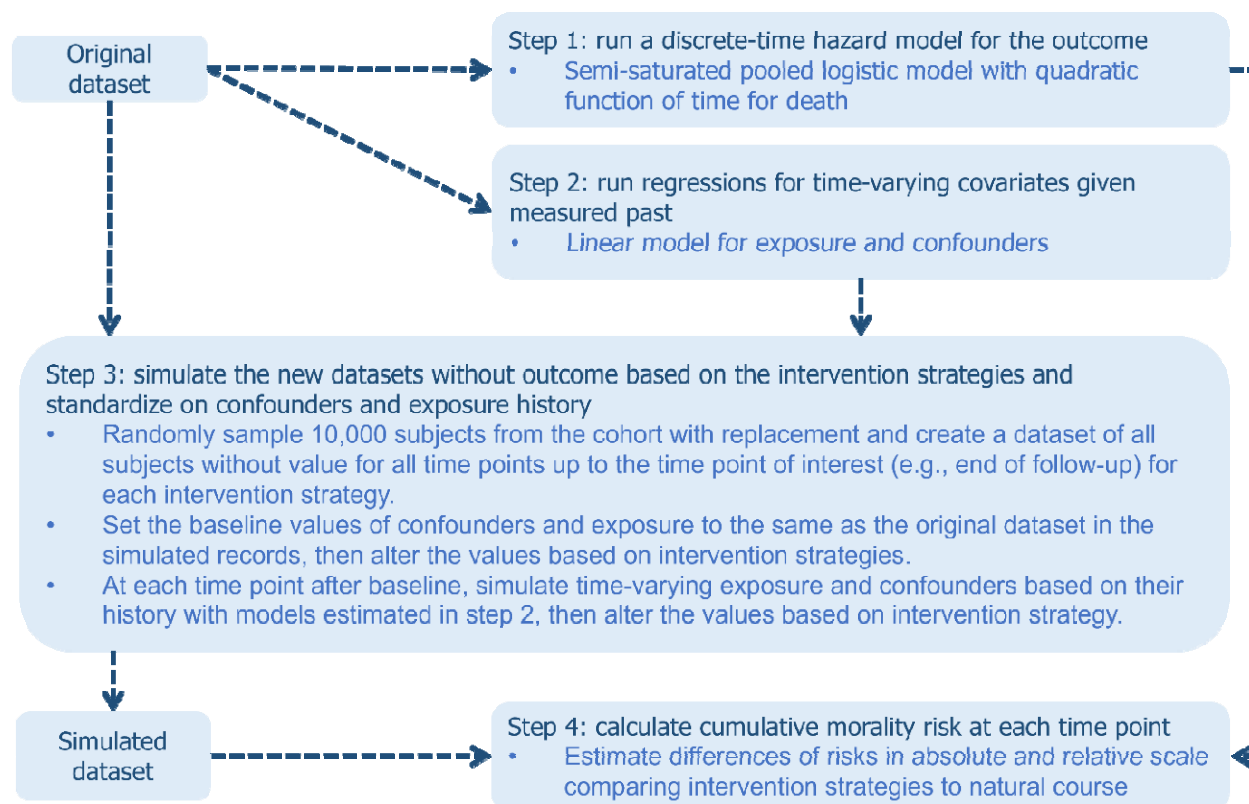 Original
dataset
Step 1: run a discrete-time hazard model for the outcome
• Semi-saturated pooled logistic model with quadratic
function of time for death
Step 2: run regressions for time-varying covariates given
measured past
• Linear model for exposure and confounders
Step 3: simulate the new datasets without outcome based on the intervention strategies and
standardize on confounders and exposure history
• Randomly sample 10,000 subjects from the cohort with replacement and create a dataset of all
subjects without value for all time points up to the time point of interest (e.g., end of follow-up) for
each intervention strategy.
• Set the baseline values of confounders and exposure to the same as the original dataset in the
simulated records, then alter the values based on intervention strategies.
• At each time point after baseline, simulate time-varying exposure and confounders based on their
history with models estimated in step 2, then alter the values based on intervention strategy.
Simulated
dataset
Step 4: calculate cumulative morality risk at each time point
• Estimate differences of risks in absolute and relative scale
comparing intervention strategies to natural course